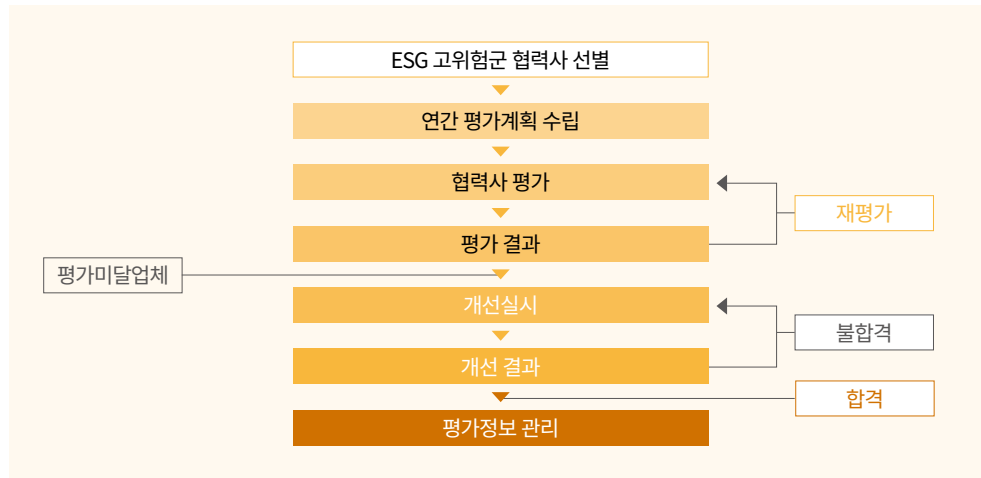 ESG 고위험군 협력사 선별
연간 평가계획 수립
협력사 평가
재평가
평가 결과
평가미달업체
개선실시
불합격
개선 결과
합격
평가정보 관리